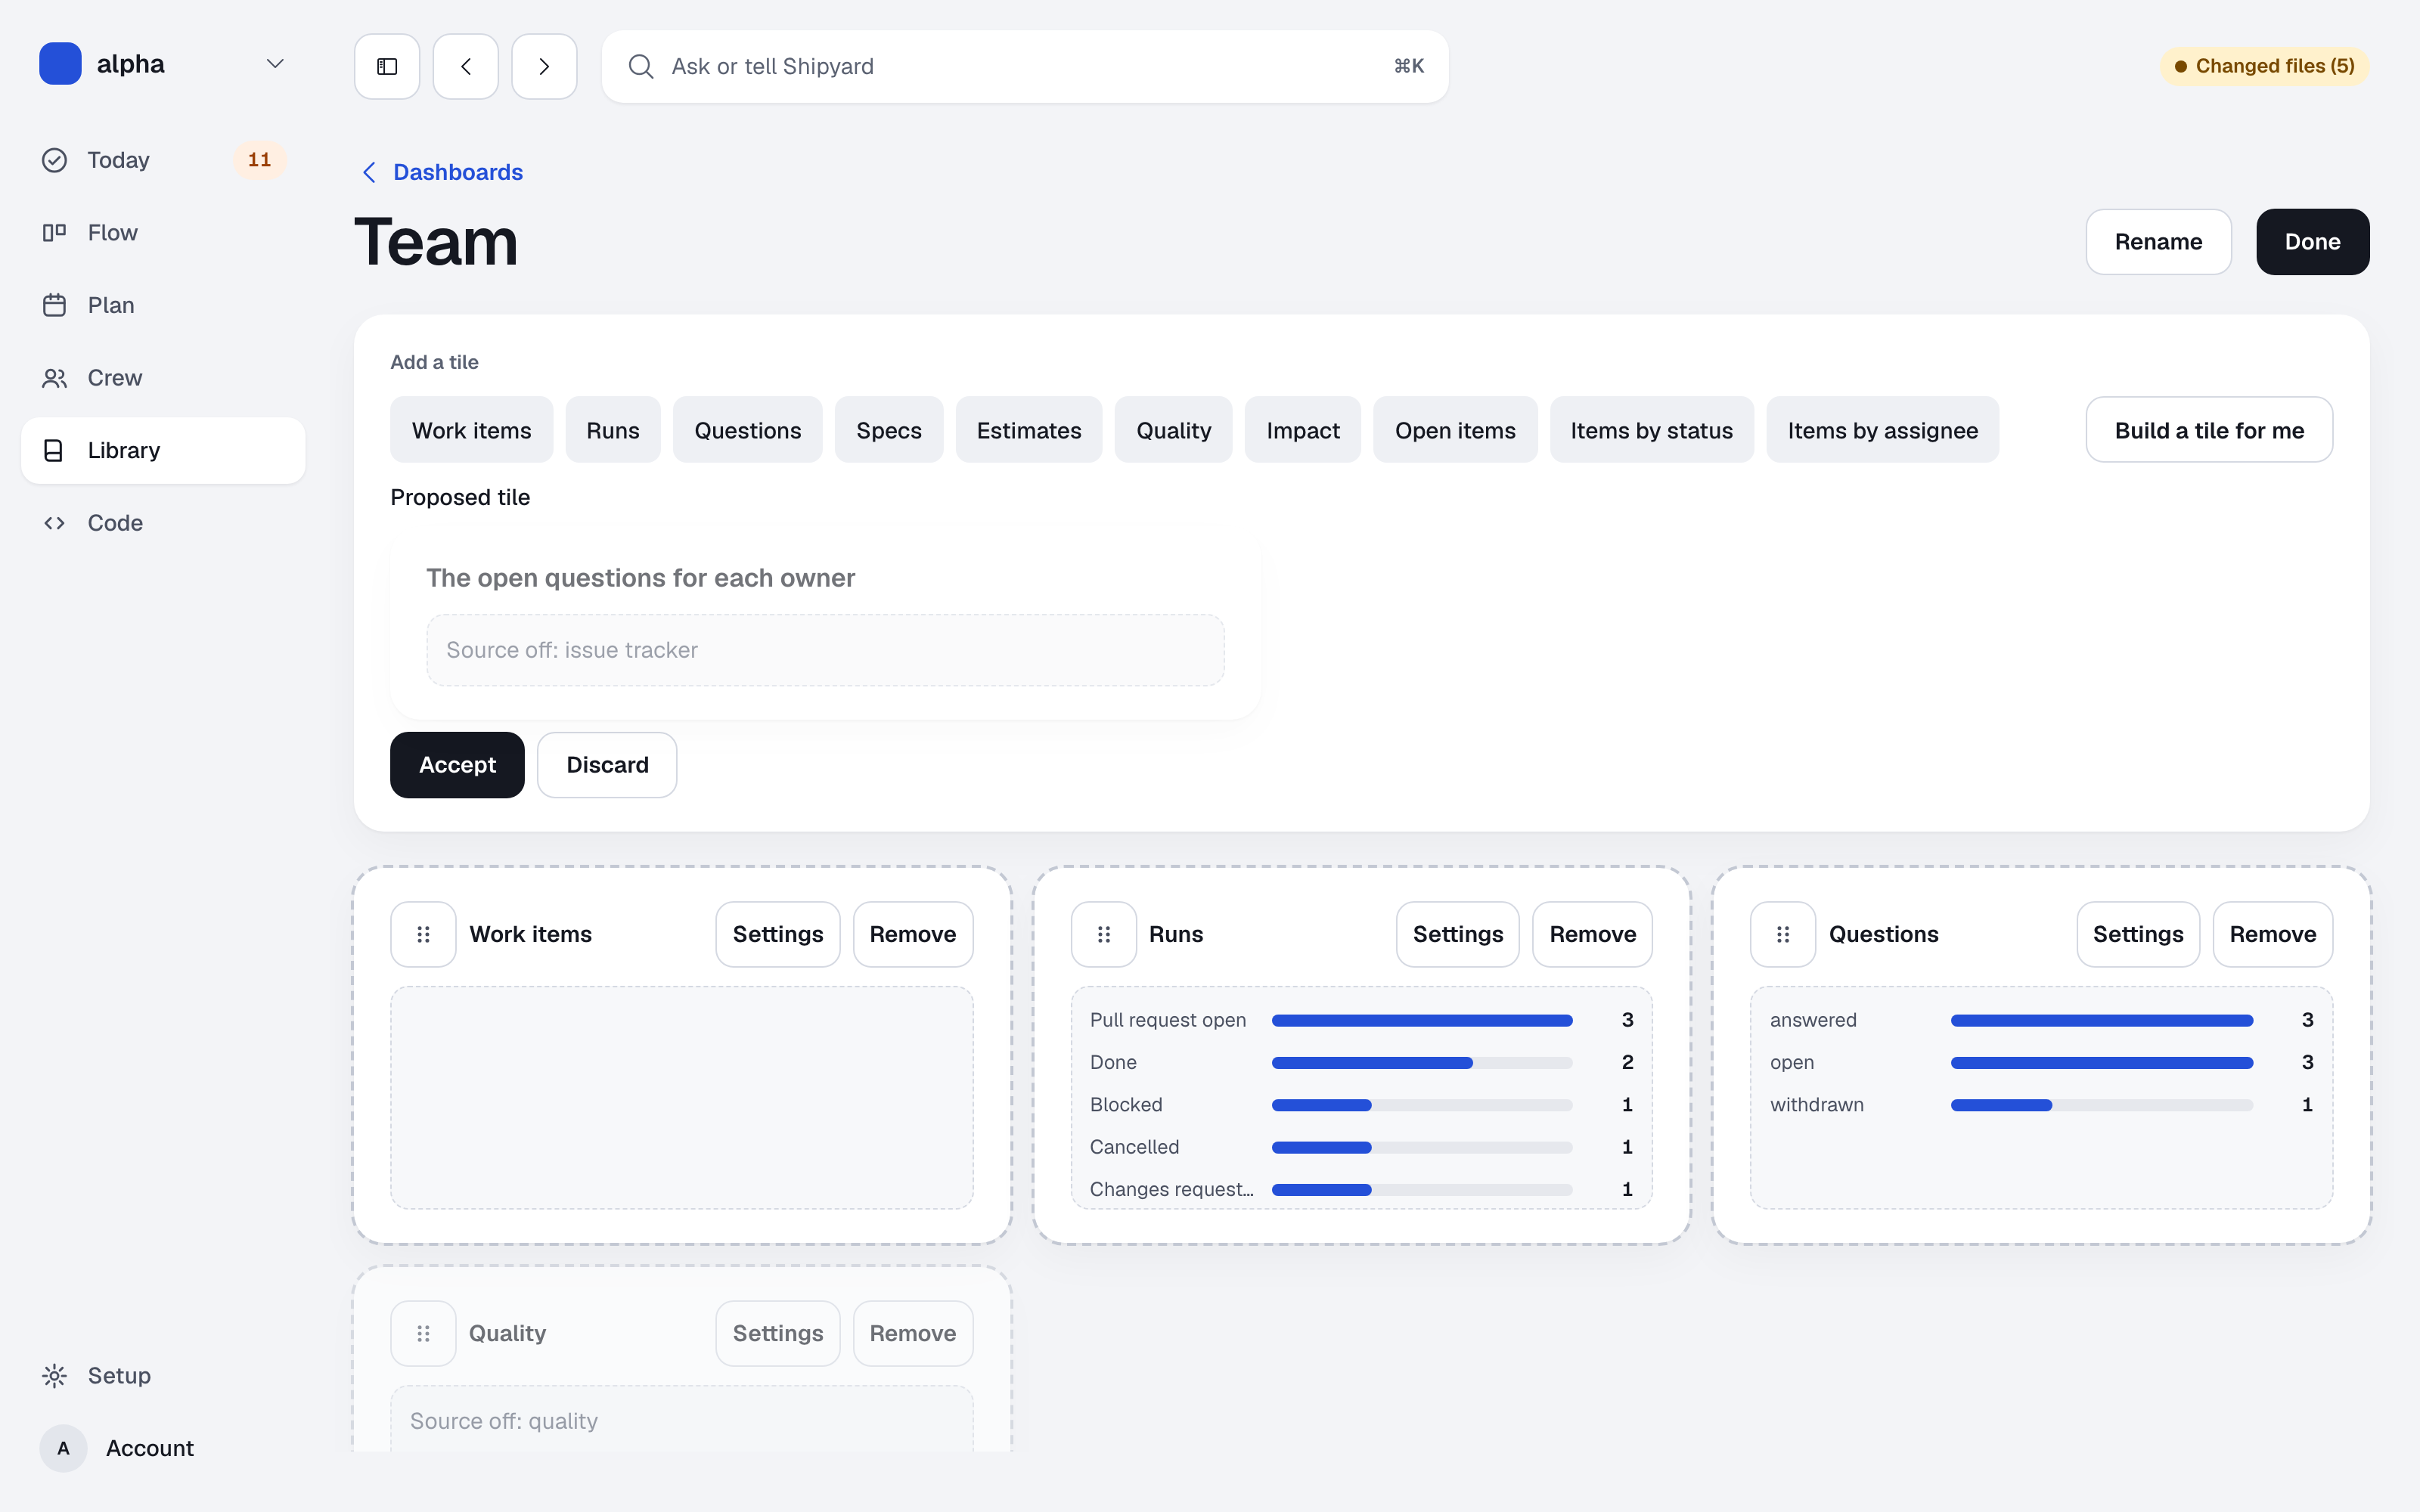 alpha
Ask or tell Shipyard ⌘K
Changed files (5)
Today 11
Flow
Plan
Crew
Library
Code
Setup
A Account
Dashboards
Team
Rename Done
Add a tile
Work items Runs Questions Specs Estimates Quality Impact Open items Items by status Items by assignee Build a tile for me
Proposed tile
The open questions for each owner
Source off: issue tracker
Accept Discard
Work items Settings Remove
Runs Settings Remove
Pull request open 3
Done 2
Blocked 1
Cancelled 1
Changes request... 1
Questions Settings Remove
answered 3
open 3
withdrawn 1
Quality Settings Remove
Source off: quality